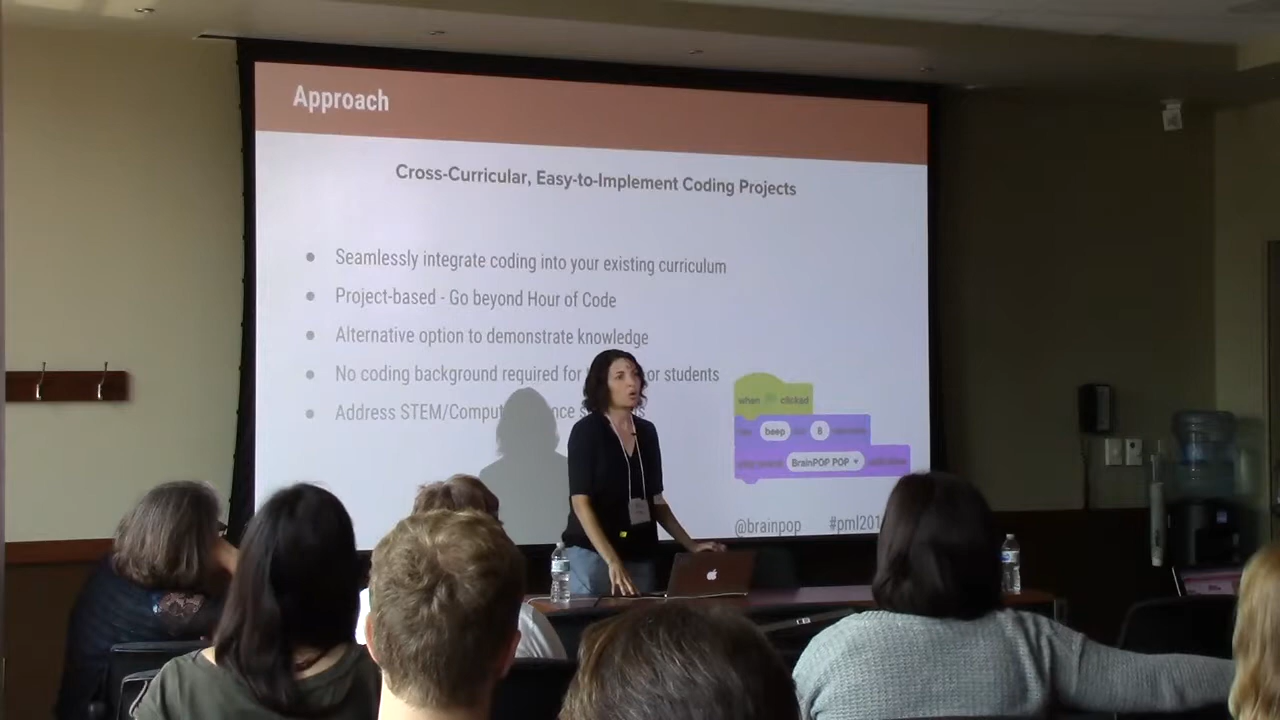 Approach
Cross-Curricular, Easy-to-Implement Coding Projects
Seamlessly integrate coding into your existing curriculum
Project-based - Go beyond Hour of Code
Alternative option to demonstrate knowledge
No coding background required for or students
Address STEM/Comput
when clicked
beep 8
BrainPOP POP
@brainpop #pml201